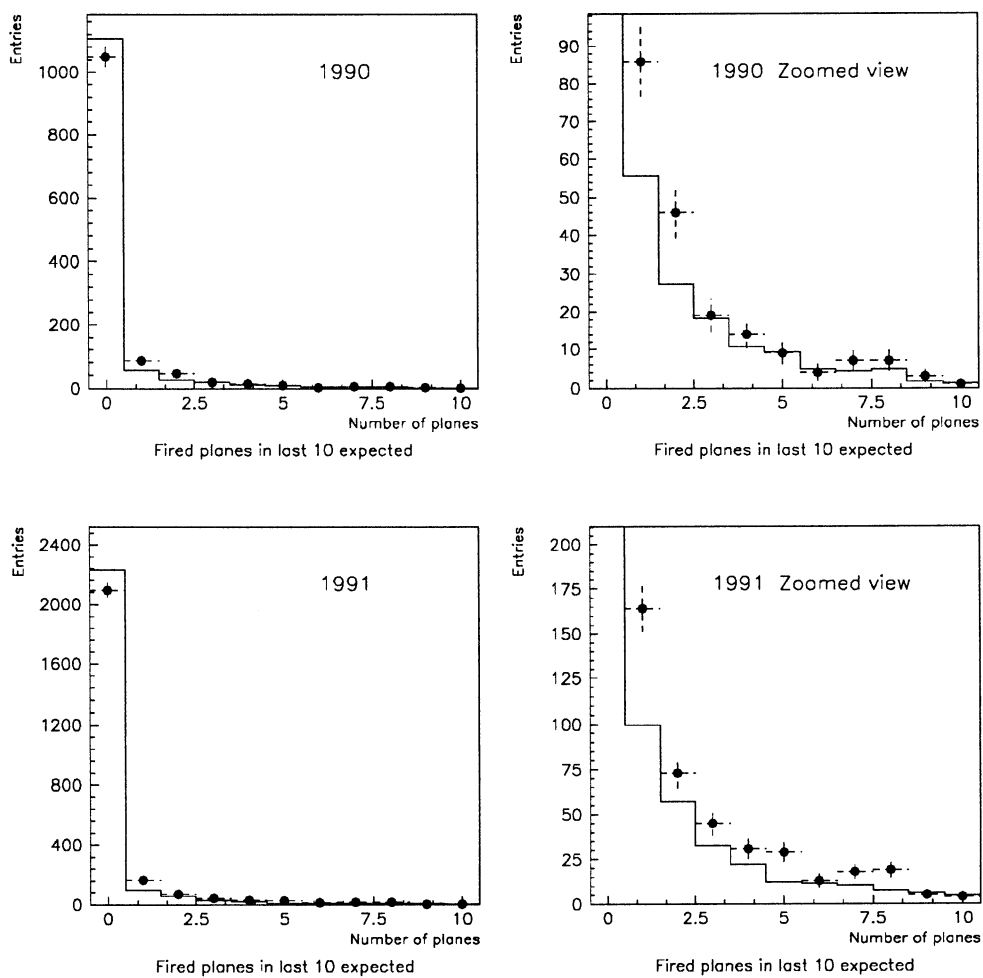 Entries
1990
1000
800
600
400
200
0
0 2.5 5 7.5 10
Number of planes
Fired planes in last 10 expected
Entries
1990 Zoomed view
90
80
70
60
50
40
30
20
10
0
0 2.5 5 7.5 10
Number of planes
Fired planes in last 10 expected
Entries
1991
2400
2000
1600
1200
800
400
0
0 2.5 5 7.5 10
Number of planes
Fired planes in last 10 expected
Entries
1991 Zoomed view
200
175
150
125
100
75
50
25
0
0 2.5 5 7.5 10
Number of planes
Fired planes in last 10 expected